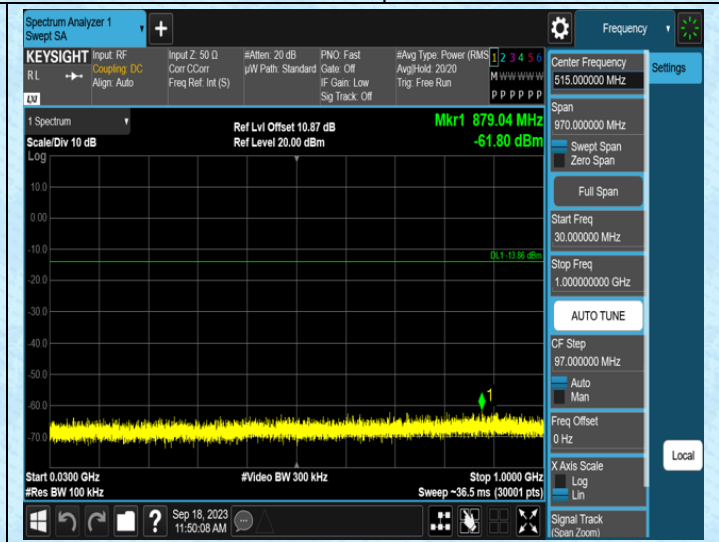 Spectrum Analyzer 1
Swept SA
Frequency
KEYSIGHT
RL
LXI
Input: RF
Coupling: DC
Align: Auto
Input Z: 50 Ω
Corr CCorr
Freq Ref: Int (S)
#Atten: 20 dB
µW Path: Standard
PNO: Fast
Gate: Off
IF Gain: Low
Sig Track: Off
#Avg Type: Power (RMS
Avg|Hold: 20/20
Trig: Free Run
1 2 3 4 5 6
M W W W W W
P P P P P P
1 Spectrum
Scale/Div 10 dB
Log
Ref Lvl Offset 10.87 dB
Ref Level 20.00 dBm
Mkr1 879.04 MHz
-61.80 dBm
10.0
0.00
-10.0
DL1 -13.86 dBm
-20.0
-30.0
-40.0
-50.0
-60.0
1
-70.0
Start 0.0300 GHz
#Res BW 100 kHz
#Video BW 300 kHz
Stop 1.0000 GHz
Sweep ~36.5 ms (30001 pts)
?
Sep 18, 2023
11:50:08 AM
Center Frequency
515.000000 MHz
Settings
Span
970.000000 MHz
Swept Span
Zero Span
Full Span
Start Freq
30.000000 MHz
Stop Freq
1.000000000 GHz
AUTO TUNE
CF Step
97.000000 MHz
Auto
Man
Freq Offset
0 Hz
Local
X Axis Scale
Log
Lin
Signal Track
(Span Zoom)